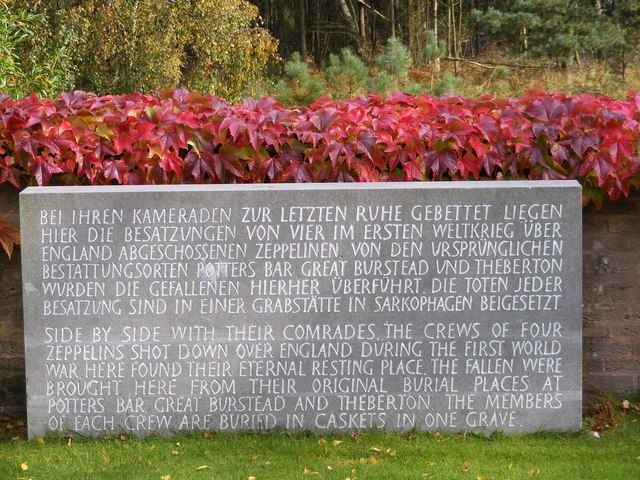 BEI IHREN KAMERADEN ZUR LETZTEN RUHE GEBETTET LIEGEN
HIER DIE BESATZUNGEN VON VIER IM ERSTEN WELTKRIEG ÜBER
ENGLAND ABGESCHOSSENEN ZEPPELINEN. VON DEN URSPRÜNGLICHEN
BESTATTUNGSORTEN POTTERS BAR, GREAT BURSTEAD UND THEBERTON
WURDEN DIE GEFALLENEN HIERHER ÜBERFÜHRT. DIE TOTEN JEDER
BESATZUNG SIND IN EINER GRABSTÄTTE IN SARKOPHAGEN BEIGESETZT
SIDE BY SIDE WITH THEIR COMRADES, THE CREWS OF FOUR
ZEPPELINS SHOT DOWN OVER ENGLAND DURING THE FIRST WORLD
WAR HERE FOUND THEIR ETERNAL RESTING PLACE. THE FALLEN WERE
BROUGHT HERE FROM THEIR ORIGINAL BURIAL PLACES AT
POTTERS BAR, GREAT BURSTEAD AND THEBERTON. THE MEMBERS
OF EACH CREW ARE BURIED IN CASKETS IN ONE GRAVE.